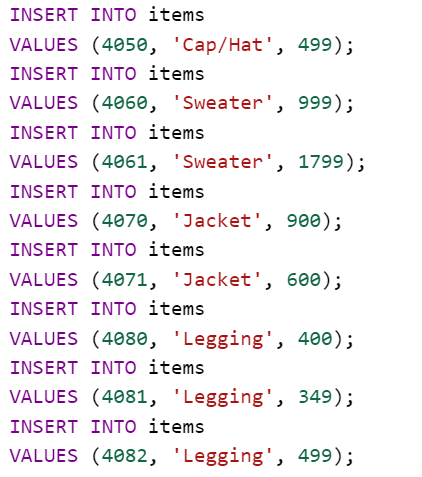 INSERT INTO items
VALUES (4050, 'Cap/Hat', 499);
INSERT INTO items
VALUES (4060, 'Sweater', 999);
INSERT INTO items
VALUES (4061, 'Sweater', 1799);
INSERT INTO items
VALUES (4070, 'Jacket', 900);
INSERT INTO items
VALUES (4071, 'Jacket', 600);
INSERT INTO items
VALUES (4080, 'Legging', 400);
INSERT INTO items
VALUES (4081, 'Legging', 349);
INSERT INTO items
VALUES (4082, 'Legging', 499);